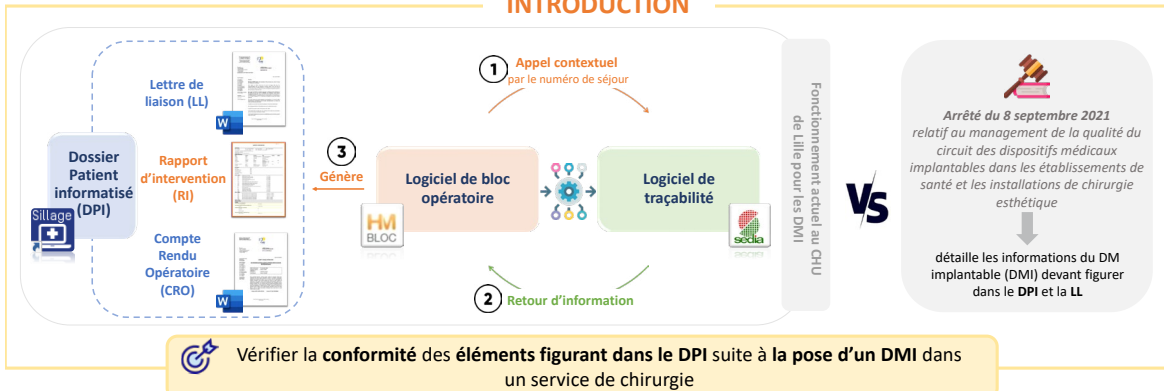 INTRODUCTION
1
Appel contextuel
par le numéro de séjour
Lettre de
liaison (LL)
W
Dossier
Patient
informatisé
(DPI)
Sillage
Rapport
d'intervention
(RI)
3
Génère
Logiciel de bloc
opératoire
HM
BLOC
Logiciel de
traçabilité
sedia
Compte
Rendu
Opératoire
(CRO)
W
2
Retour d'information
Fonctionnement actuel au CHU
de Lille pour les DMI
VS
Arrêté du 8 septembre 2021
relatif au management de la qualité du
circuit des dispositifs médicaux
implantables dans les établissements de
santé et les installations de chirurgie
esthétique
détaille les informations du DM
implantable (DMI) devant figurer
dans le DPI et la LL
Vérifier la conformité des éléments figurant dans le DPI suite à la pose d'un DMI dans
un service de chirurgie